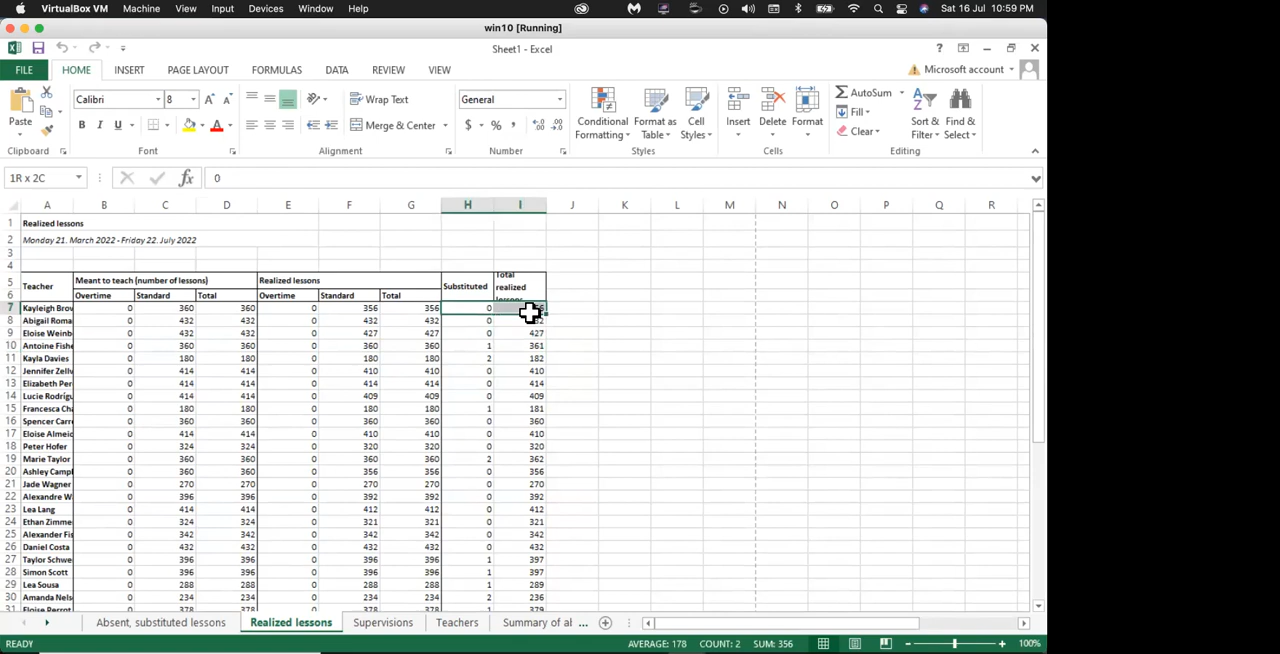 VirtualBox VM Machine View Input Devices Window Help Sat 16 Jul 10:59 PM
win10 [Running]
Sheet1 - Excel
FILE HOME INSERT PAGE LAYOUT FORMULAS DATA REVIEW VIEW Microsoft account
Calibri 8 Wrap Text General AutoSum
Paste Merge & Center $ % , Conditional Formatting Format as Table Cell Styles Insert Delete Format Fill Clear Sort & Filter Find & Select
Clipboard Font Alignment Number Styles Cells Editing
1R x 2C fx 0
A B C D E F G H I J K L M N O P Q R
1 Realized lessons
2 Monday 21. March 2022 - Friday 22. July 2022
3
4
5 Teacher Meant to teach (number of lessons) Realized lessons Substituted Total realized lessons
6 Overtime Standard Total Overtime Standard Total
7 Kayleigh Brow 0 360 360 0 356 356 0
8 Abigail Roma 0 432 432 0 432 432 0
9 Eloise Weinb 0 432 432 0 427 427 0 427
10 Antoine Fishe 0 360 360 0 360 360 1 361
11 Kayla Davies 0 180 180 0 180 180 2 182
12 Jennifer Zellw 0 414 414 0 410 410 0 410
13 Elizabeth Per 0 414 414 0 414 414 0 414
14 Lucie Rodrígu 0 414 414 0 409 409 0 409
15 Francesca Cha 0 180 180 0 180 180 1 181
16 Spencer Carr 0 360 360 0 360 360 0 360
17 Eloise Almeid 0 414 414 0 410 410 0 410
18 Peter Hofer 0 324 324 0 320 320 0 320
19 Marie Taylor 0 360 360 0 360 360 2 362
20 Ashley Campl 0 360 360 0 356 356 0 356
21 Jade Wagner 0 270 270 0 270 270 0 270
22 Alexandre W 0 396 396 0 392 392 0 392
23 Lea Lang 0 414 414 0 412 412 0 412
24 Ethan Zimme 0 324 324 0 321 321 0 321
25 Alexander Fis 0 342 342 0 342 342 0 342
26 Daniel Costa 0 432 432 0 432 432 0 432
27 Taylor Schwe 0 396 396 0 396 396 1 397
28 Simon Scott 0 396 396 0 396 396 1 397
29 Lea Sousa 0 288 288 0 288 288 1 289
30 Amanda Nels 0 234 234 0 234 234 2 236
31 Eloise Perrot 0 378 378 0 378 378 1 379
Absent, substituted lessons Realized lessons Supervisions Teachers Summary of al ...
READY AVERAGE: 178 COUNT: 2 SUM: 356 100%